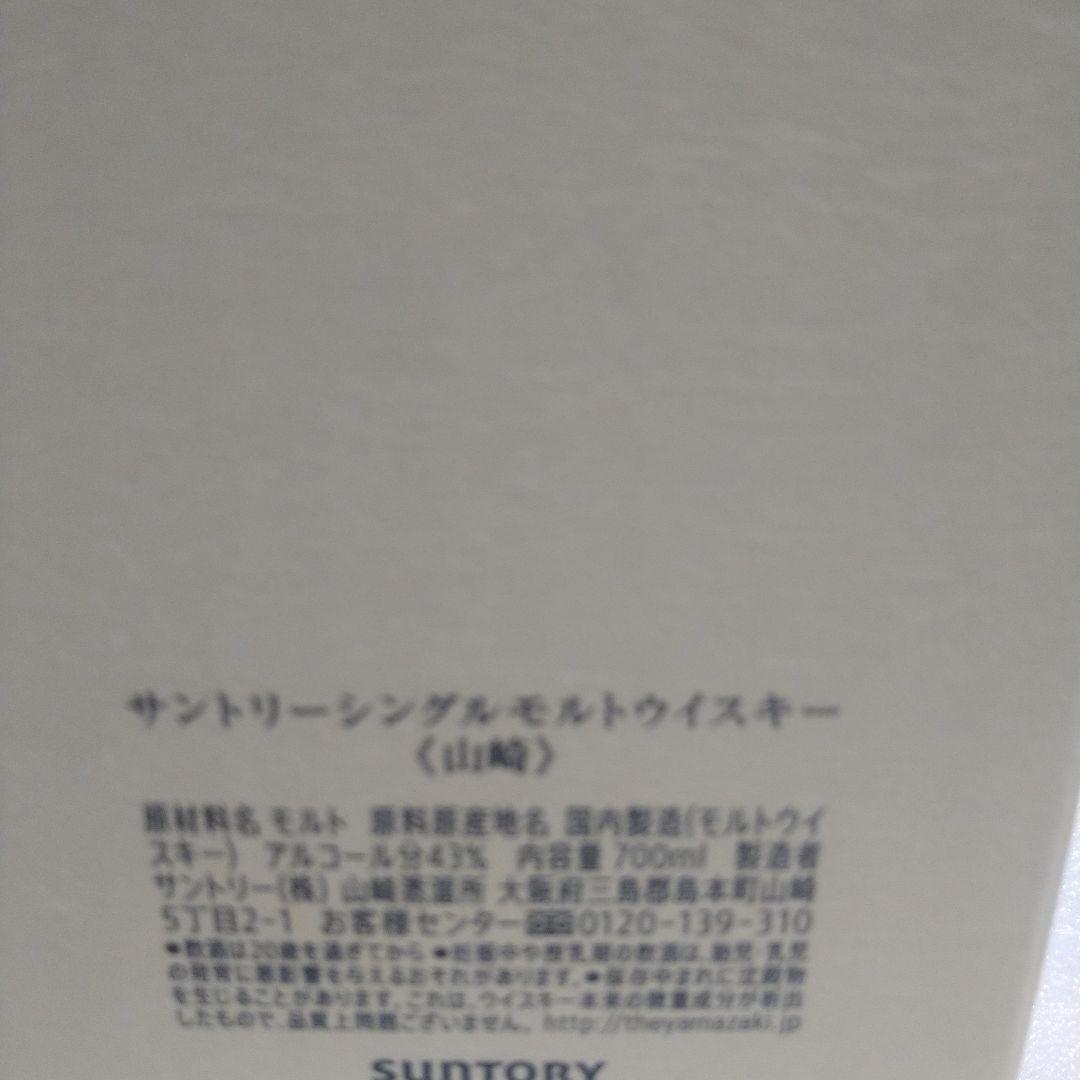 サントリーシングルモルトウイスキー
《山崎》
原材料名 モルト 原料原産地名 国内製造(モルトウイ
スキー) アルコール分43% 内容量 700ml 製造者
サントリー(株) 山崎蒸溜所 大阪府三島郡島本町山崎
5丁目2-1 お客様センター 0120-139-310
●飲酒は20歳を過ぎてから ●妊娠中や授乳期の飲酒は、胎児・乳児
の発育に悪影響を与えるおそれがあります。●保存中まれに沈殿物
を生じることがあります。これは、ウイスキー本来の微量成分が析出
したもので、品質上問題ございません。 http://theyamazaki.jp
SUNTORY